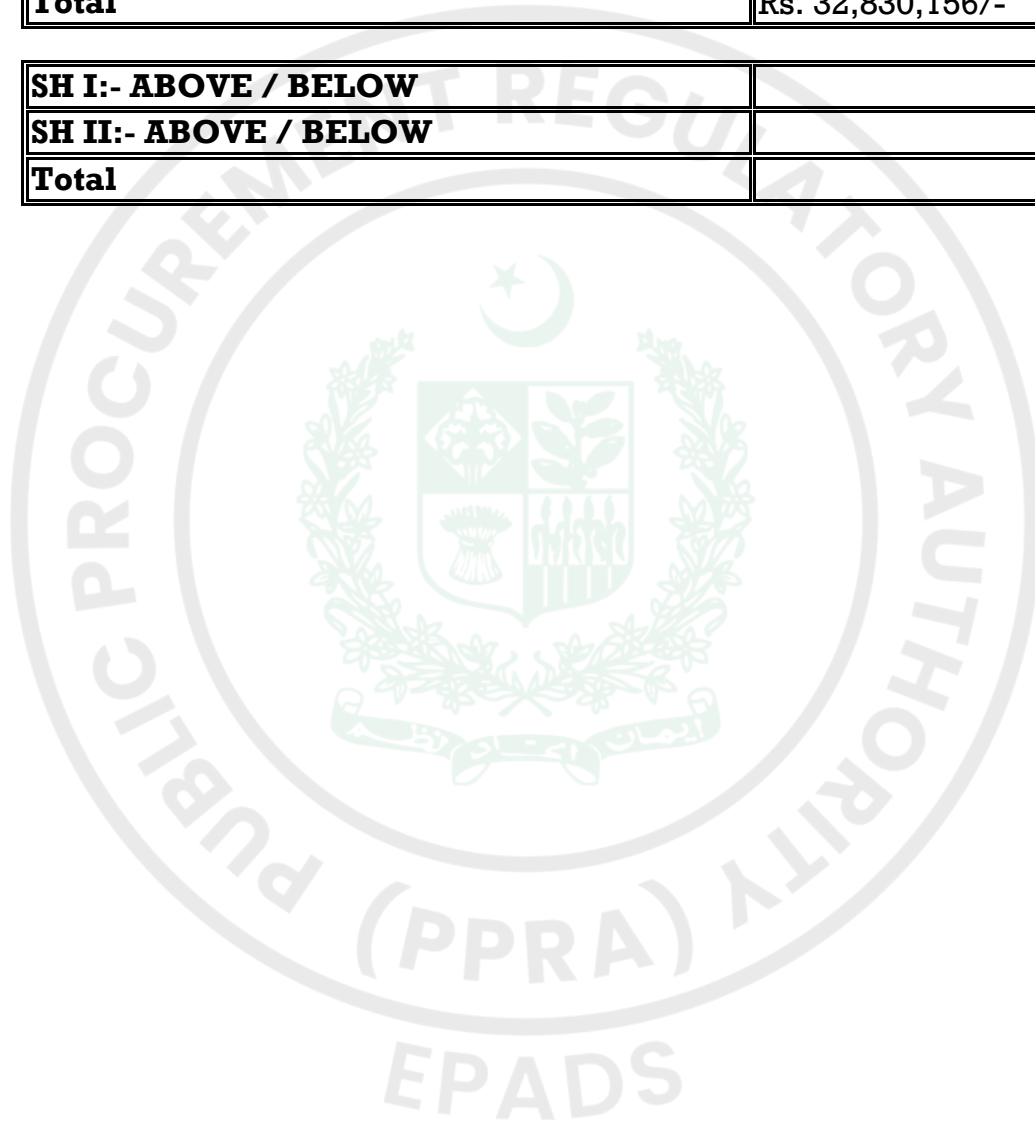 Total Rs. 32,830,156/-
SH I:- ABOVE / BELOW
SH II:- ABOVE / BELOW
Total
PUBLIC PROCUREMENT REGULATORY AUTHORITY
(PPRA)
EPADS